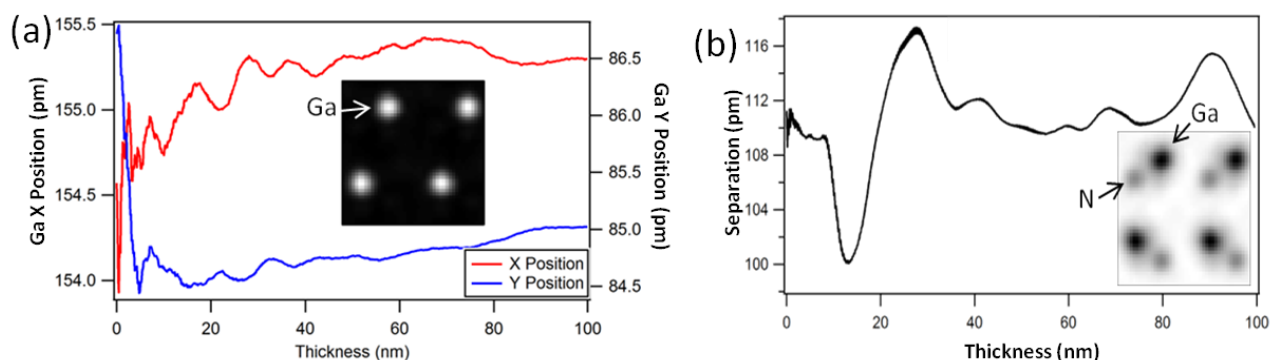 (a)
Ga X Position (pm)
155.5
155.0
154.5
154.0
Ga
X Position
Y Position
86.5
86.0
85.5
85.0
84.5
Ga Y Position (pm)
0 20 40 60 80 100
Thickness (nm)
(b)
Separation (pm)
116
112
108
104
100
Ga
N
0 20 40 60 80 100
Thickness (nm)